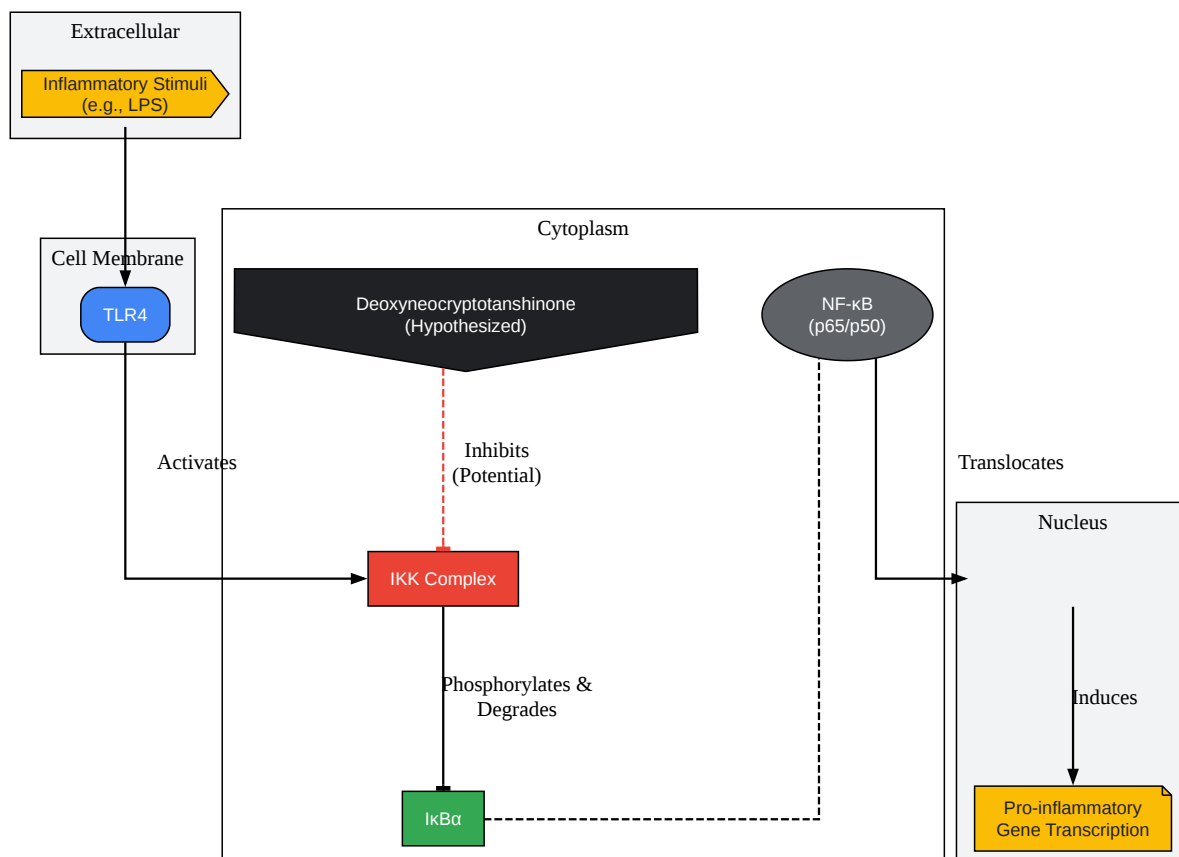 Extracellular
Inflammatory Stimuli
(e.g., LPS)
Cell Membrane
TLR4
Cytoplasm
Deoxyneocryptotanshinone
(Hypothesized)
NF-κB
(p65/p50)
Activates
Inhibits
(Potential)
Translocates
Nucleus
IKK Complex
Phosphorylates &
Degrades
Induces
IκBα
Pro-inflammatory
Gene Transcription